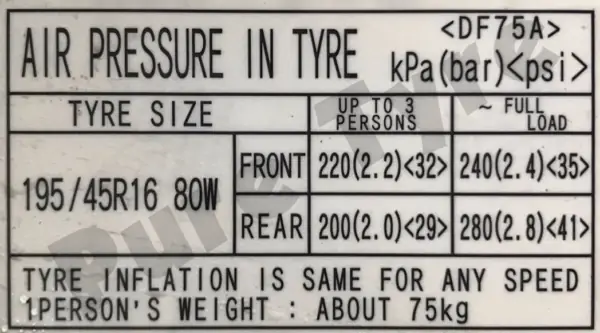 <DF75A>
AIR PRESSURE IN TYRE kPa(bar)<psi>
TYRE SIZE UP TO 3 PERSONS ~ FULL LOAD
195/45R16 80W FRONT 220(2.2)<32> 240(2.4)<35>
REAR 200(2.0)<29> 280(2.8)<41>
TYRE INFLATION IS SAME FOR ANY SPEED
1PERSON'S WEIGHT : ABOUT 75kg
Pure Tyre